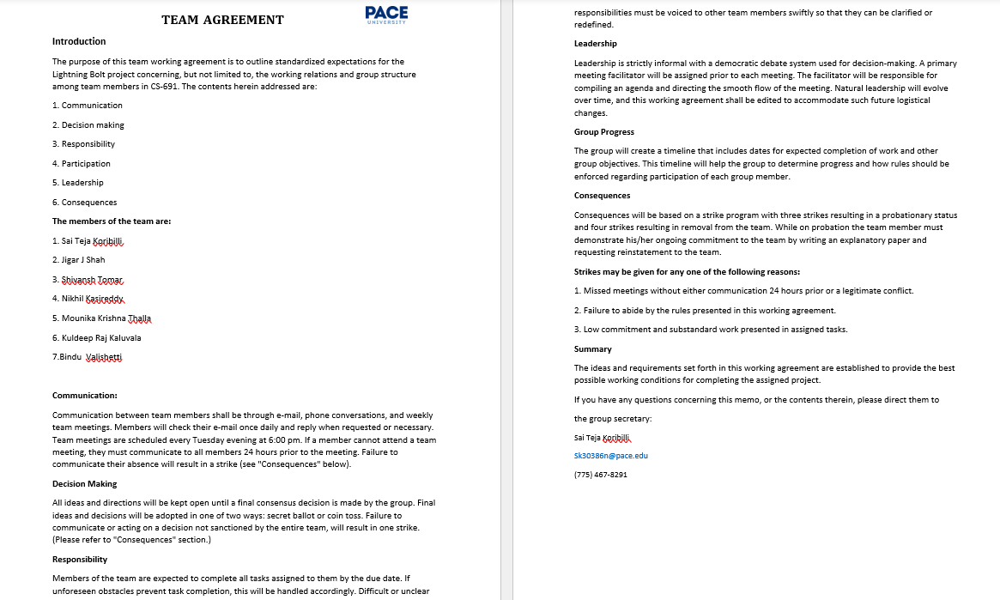 TEAM AGREEMENT
PACE
UNIVERSITY
Introduction
The purpose of this team working agreement is to outline standardized expectations for the
Lightning Bolt project concerning, but not limited to, the working relations and group structure
among team members in CS-691. The contents herein addressed are:
1. Communication
2. Decision making
3. Responsibility
4. Participation
5. Leadership
6. Consequences
The members of the team are:
1. Sai Teja Koribilli
2. Jigar J Shah
3. Shivansh Tomar
4. Nikhil Kasireddy
5. Mounika Krishna Thalla
6. Kuldeep Raj Kaluvala
7.Bindu Valishetti
Communication:
Communication between team members shall be through e-mail, phone conversations, and weekly
team meetings. Members will check their e-mail once daily and reply when requested or necessary.
Team meetings are scheduled every Tuesday evening at 6:00 pm. If a member cannot attend a team
meeting, they must communicate to all members 24 hours prior to the meeting. Failure to
communicate their absence will result in a strike (see "Consequences" below).
Decision Making
All ideas and directions will be kept open until a final consensus decision is made by the group. Final
ideas and decisions will be adopted in one of two ways: secret ballot or coin toss. Failure to
communicate or acting on a decision not sanctioned by the entire team, will result in one strike.
(Please refer to "Consequences" section.)
Responsibility
Members of the team are expected to complete all tasks assigned to them by the due date. If
unforeseen obstacles prevent task completion, this will be handled accordingly. Difficult or unclear
responsibilities must be voiced to other team members swiftly so that they can be clarified or
redefined.
Leadership
Leadership is strictly informal with a democratic debate system used for decision-making. A primary
meeting facilitator will be assigned prior to each meeting. The facilitator will be responsible for
compiling an agenda and directing the smooth flow of the meeting. Natural leadership will evolve
over time, and this working agreement shall be edited to accommodate such future logistical
changes.
Group Progress
The group will create a timeline that includes dates for expected completion of work and other
group objectives. This timeline will help the group to determine progress and how rules should be
enforced regarding participation of each group member.
Consequences
Consequences will be based on a strike program with three strikes resulting in a probationary status
and four strikes resulting in removal from the team. While on probation the team member must
demonstrate his/her ongoing commitment to the team by writing an explanatory paper and
requesting reinstatement to the team.
Strikes may be given for any one of the following reasons:
1. Missed meetings without either communication 24 hours prior or a legitimate conflict.
2. Failure to abide by the rules presented in this working agreement.
3. Low commitment and substandard work presented in assigned tasks.
Summary
The ideas and requirements set forth in this working agreement are established to provide the best
possible working conditions for completing the assigned project.
If you have any questions concerning this memo, or the contents therein, please direct them to
the group secretary:
Sai Teja Koribilli
Sk30386n@pace.edu
(775) 467-8291